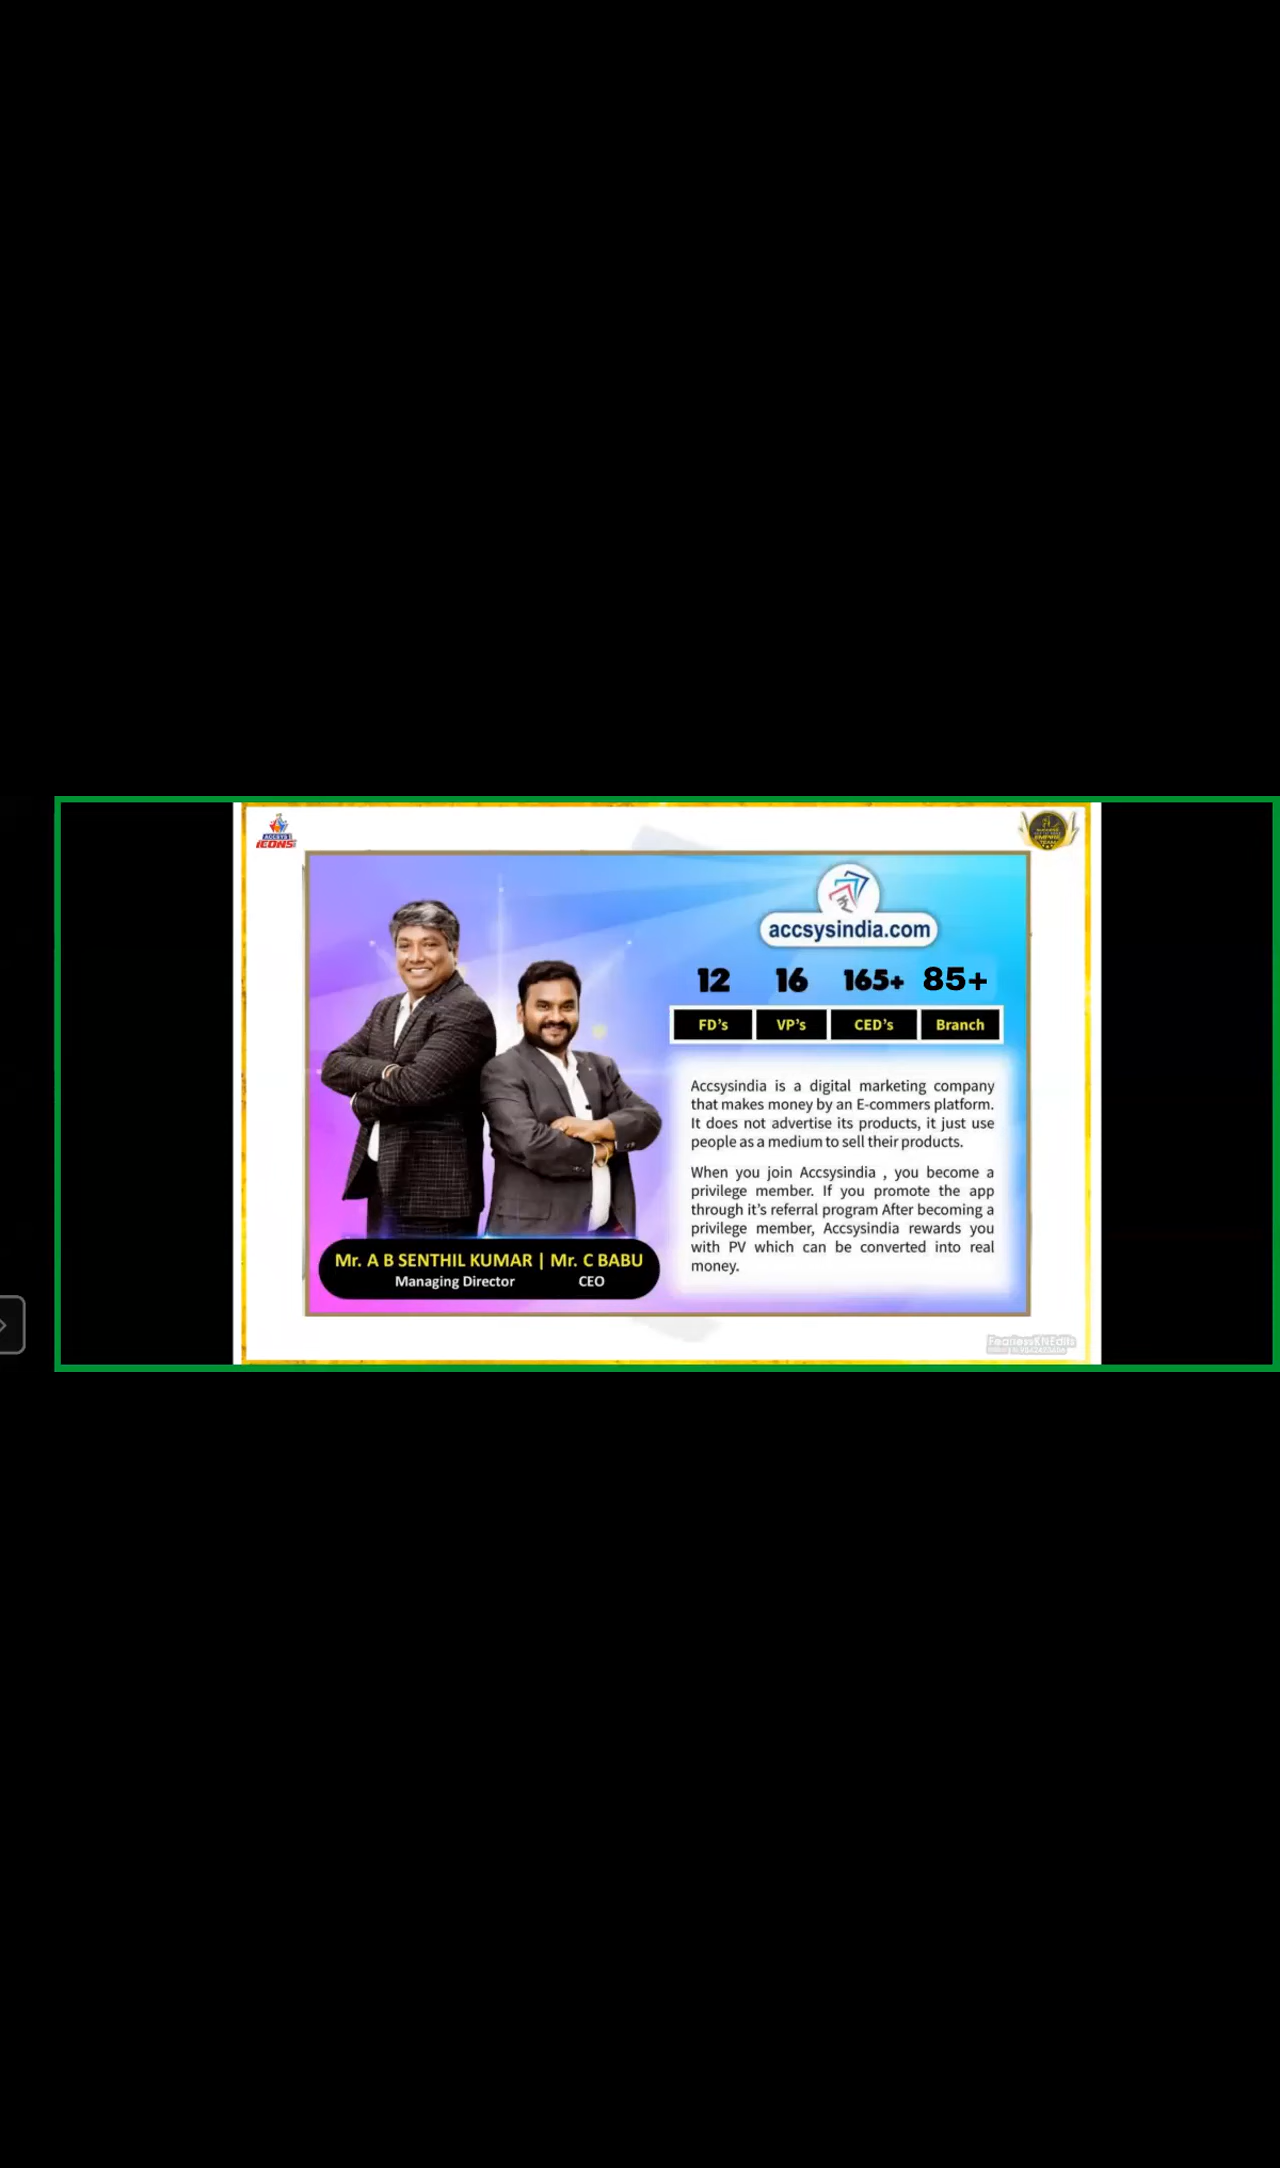 ACCSYS
iCONS
EMPIRE
TEAM
accsysindia.com
12 16 165+ 85+
FD's VP's CED's Branch
Accsysindia is a digital marketing company
that makes money by an E-commers platform.
It does not advertise its products, it just use
people as a medium to sell their products.
When you join Accsysindia , you become a
privilege member. If you promote the app
through it's referral program After becoming a
privilege member, Accsysindia rewards you
with PV which can be converted into real
money.
Mr. A B SENTHIL KUMAR | Mr. C BABU
Managing Director CEO
FearlessKNEdits